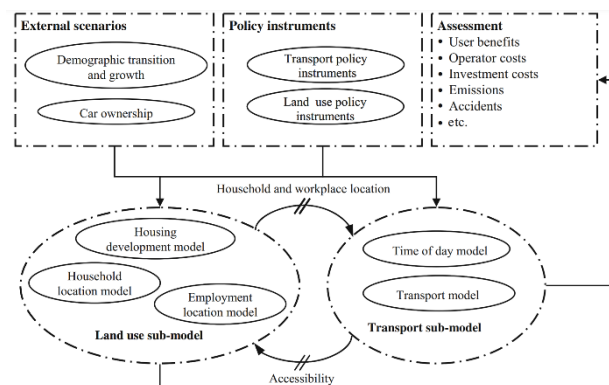 External scenarios
Demographic transition
and growth
Car ownership
Policy instruments
Transport policy
instruments
Land use policy
instruments
Assessment
• User benefits
• Operator costs
• Investment costs
• Emissions
• Accidents
• etc.
Household and workplace location
Housing
development model
Household
location model
Employment
location model
Land use sub-model
Time of day model
Transport model
Transport sub-model
Accessibility